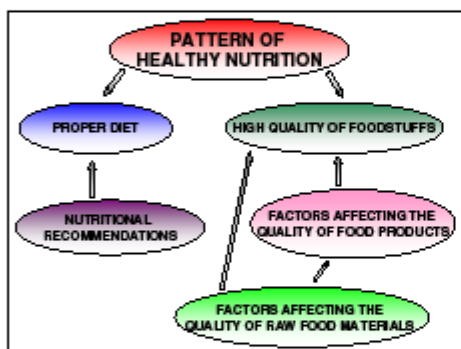 PATTERN OF
HEALTHY NUTRITION
PROPER DIET
HIGH QUALITY OF FOODSTUFFS
NUTRITIONAL
RECOMMENDATIONS
FACTORS AFFECTING THE
QUALITY OF FOOD PRODUCTS
FACTORS AFFECTING THE
QUALITY OF RAW FOOD MATERIALS